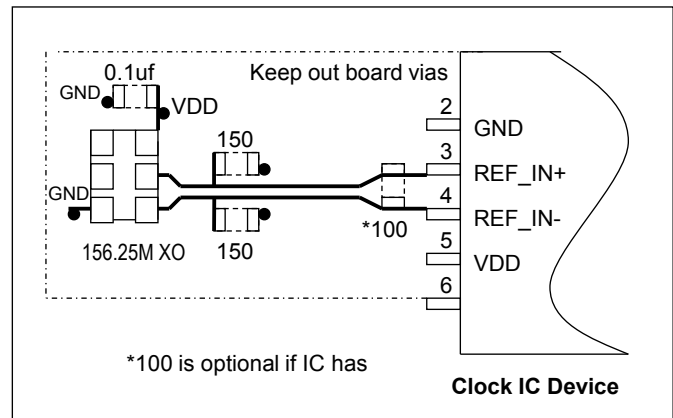 0.1uf
Keep out board vias
GND
VDD
2
GND
150
3
REF_IN+
GND
4
REF_IN-
*100
156.25M XO
150
5
VDD
6
*100 is optional if IC has
Clock IC Device